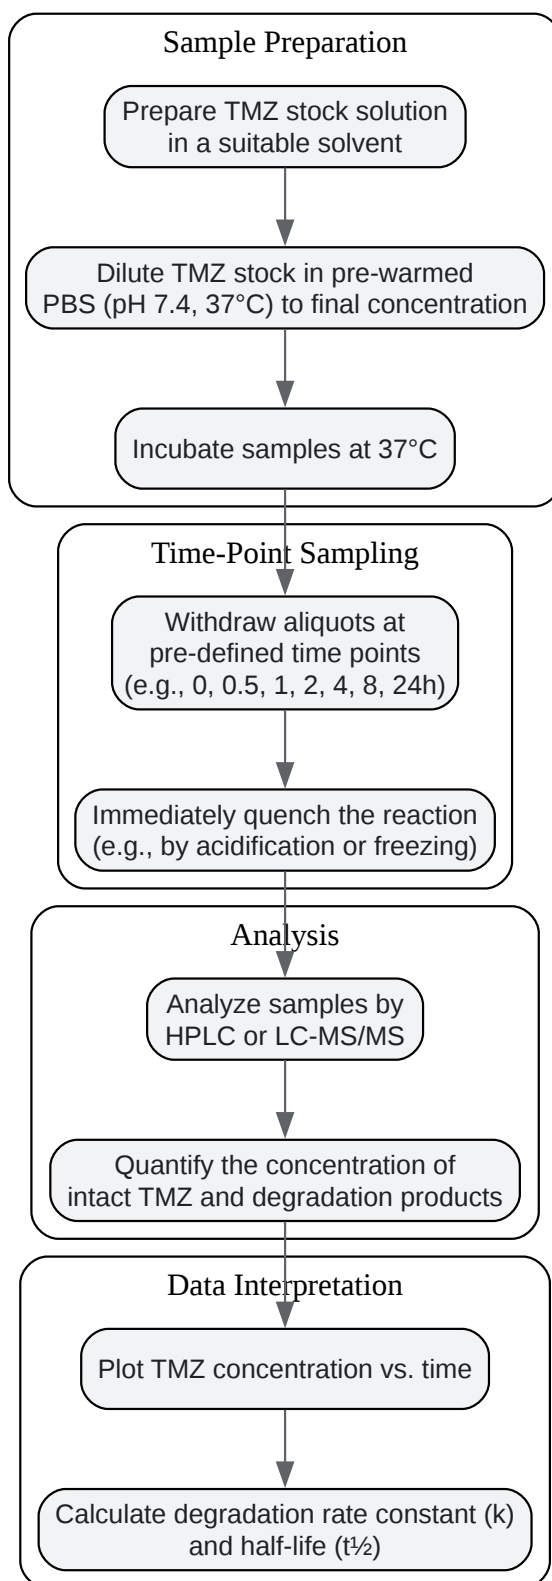 Sample Preparation
Prepare TMZ stock solution
in a suitable solvent
Dilute TMZ stock in pre-warmed
PBS (pH 7.4, 37°C) to final concentration
Incubate samples at 37°C
Time-Point Sampling
Withdraw aliquots at
pre-defined time points
(e.g., 0, 0.5, 1, 2, 4, 8, 24h)
Immediately quench the reaction
(e.g., by acidification or freezing)
Analysis
Analyze samples by
HPLC or LC-MS/MS
Quantify the concentration of
intact TMZ and degradation products
Data Interpretation
Plot TMZ concentration vs. time
Calculate degradation rate constant (k)
and half-life (t½)